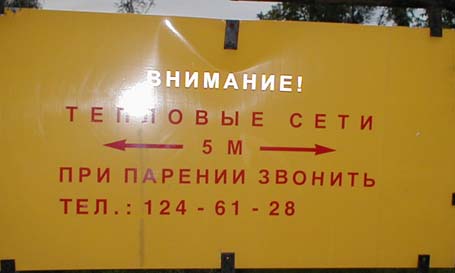 ВНИМАНИЕ!
ТЕПЛОВЫЕ СЕТИ
5 М
ПРИ ПАРЕНИИ ЗВОНИТЬ
ТЕЛ.: 124-61-28